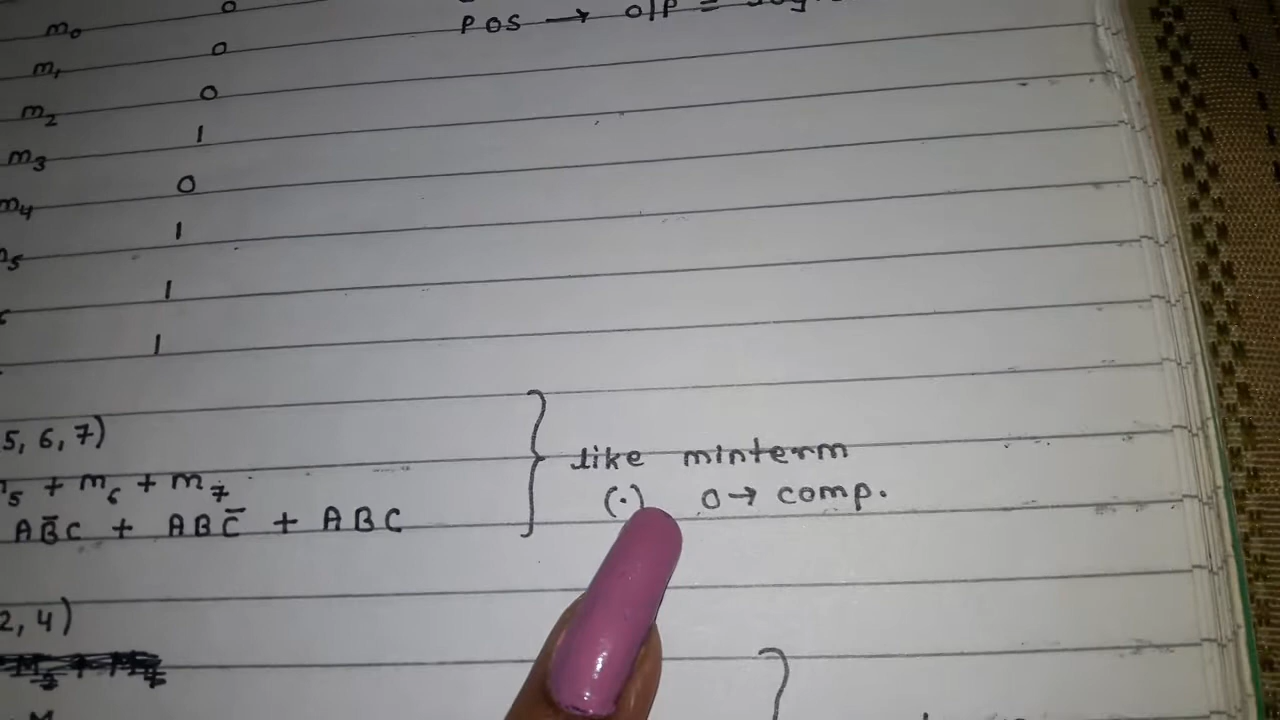 POS → O/P =
m0 0
m1 0
m2 0
m3 1
m4 0
1
1
1
5, 6, 7)
m5 + m6 + m7
AB̄C + ABC̄ + ABC
like minterm
(·) 0→ comp.
2, 4)